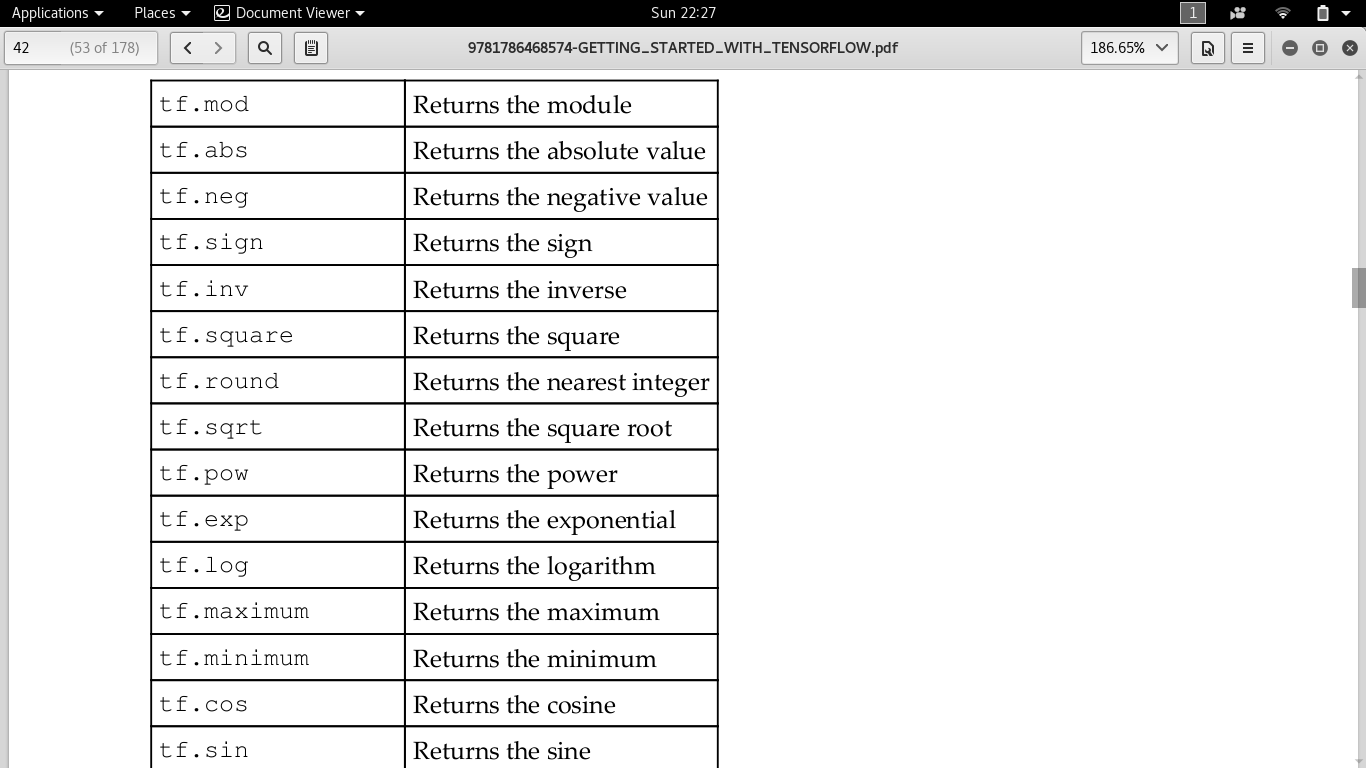 Applications Places Document Viewer Sun 22:27 1
42 (53 of 178) 9781786468574-GETTING_STARTED_WITH_TENSORFLOW.pdf 186.65%
tf.mod Returns the module
tf.abs Returns the absolute value
tf.neg Returns the negative value
tf.sign Returns the sign
tf.inv Returns the inverse
tf.square Returns the square
tf.round Returns the nearest integer
tf.sqrt Returns the square root
tf.pow Returns the power
tf.exp Returns the exponential
tf.log Returns the logarithm
tf.maximum Returns the maximum
tf.minimum Returns the minimum
tf.cos Returns the cosine
tf.sin Returns the sine